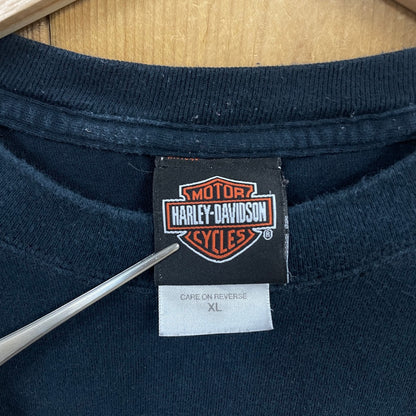 MOTOR
HARLEY-DAVIDSON
CYCLES
®
CARE ON REVERSE
XL